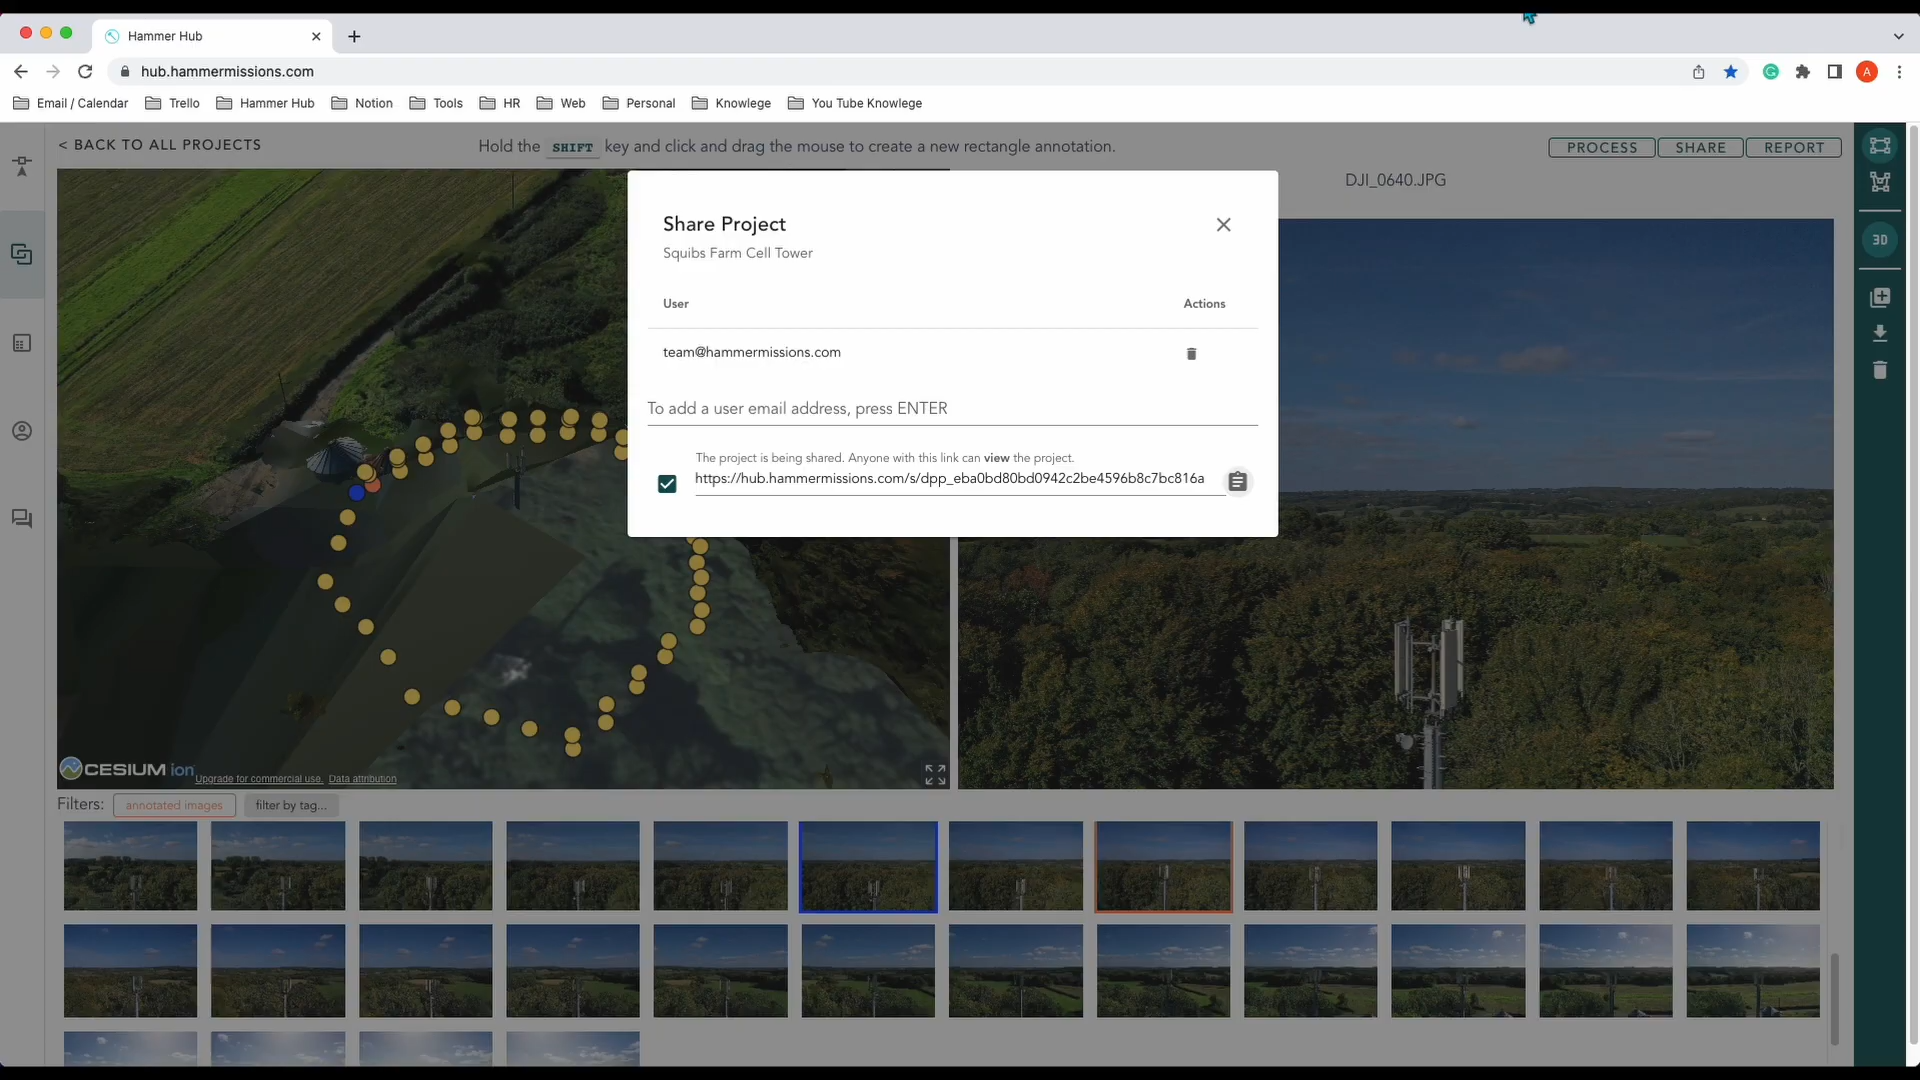 Hammer Hub
hub.hammermissions.com
A
Email / Calendar
Trello
Hammer Hub
Notion
Tools
HR
Web
Personal
Knowlege
You Tube Knowlege
< BACK TO ALL PROJECTS
Hold the SHIFT key and click and drag the mouse to create a new rectangle annotation.
PROCESS
SHARE
REPORT
DJI_0640.JPG
3D
Share Project
Squibs Farm Cell Tower
User
Actions
team@hammermissions.com
To add a user email address, press ENTER
The project is being shared. Anyone with this link can view the project.
https://hub.hammermissions.com/s/dpp_eba0bd80bd0942c2be4596b8c7bc816a
CESIUM ion
Upgrade for commercial use. Data attribution
Filters:
annotated images
filter by tag...